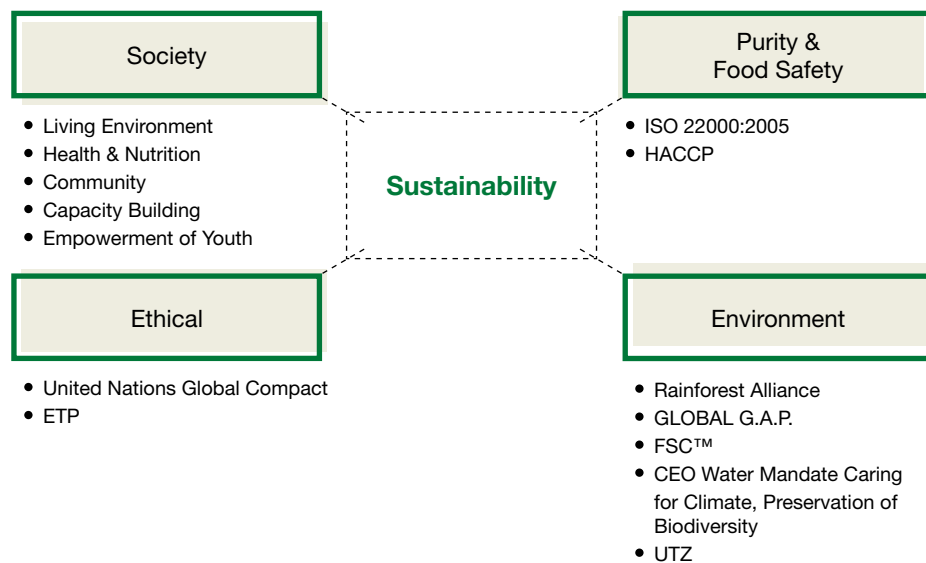 Society
• Living Environment
• Health & Nutrition
• Community
• Capacity Building
• Empowerment of Youth
Purity &
Food Safety
• ISO 22000:2005
• HACCP
Sustainability
Ethical
• United Nations Global Compact
• ETP
Environment
• Rainforest Alliance
• GLOBAL G.A.P.
• FSC™
• CEO Water Mandate Caring
for Climate, Preservation of
Biodiversity
• UTZ